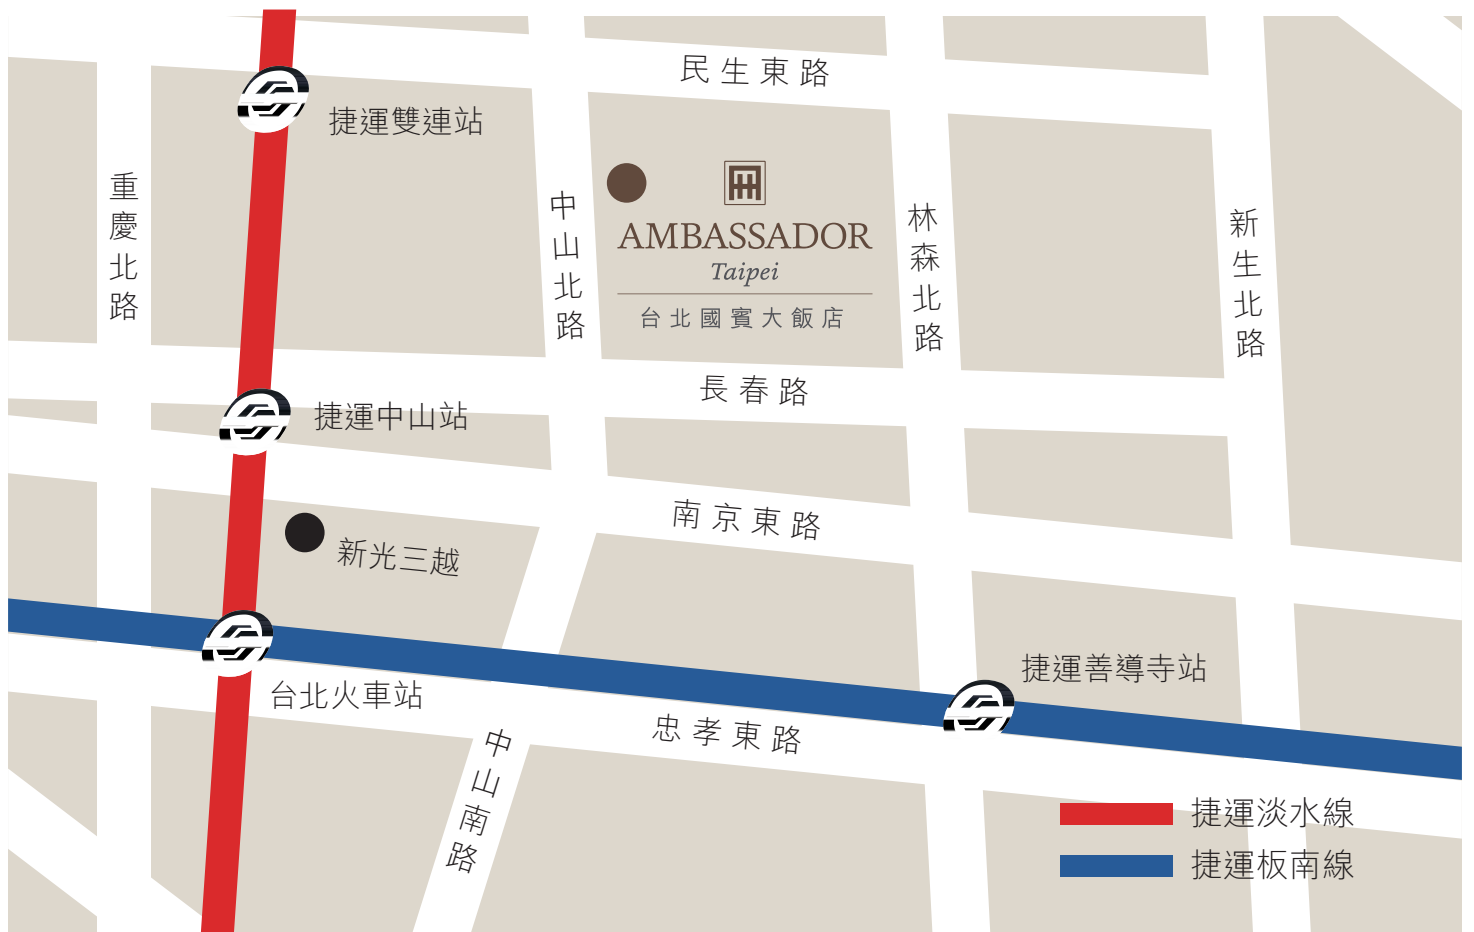 民生東路
捷運雙連站
重慶北路
中山北路
AMBASSADOR
Taipei
台北國賓大飯店
林森北路
新生北路
長春路
捷運中山站
南京東路
新光三越
捷運善導寺站
台北火車站
忠孝東路
中山南路
捷運淡水線
捷運板南線